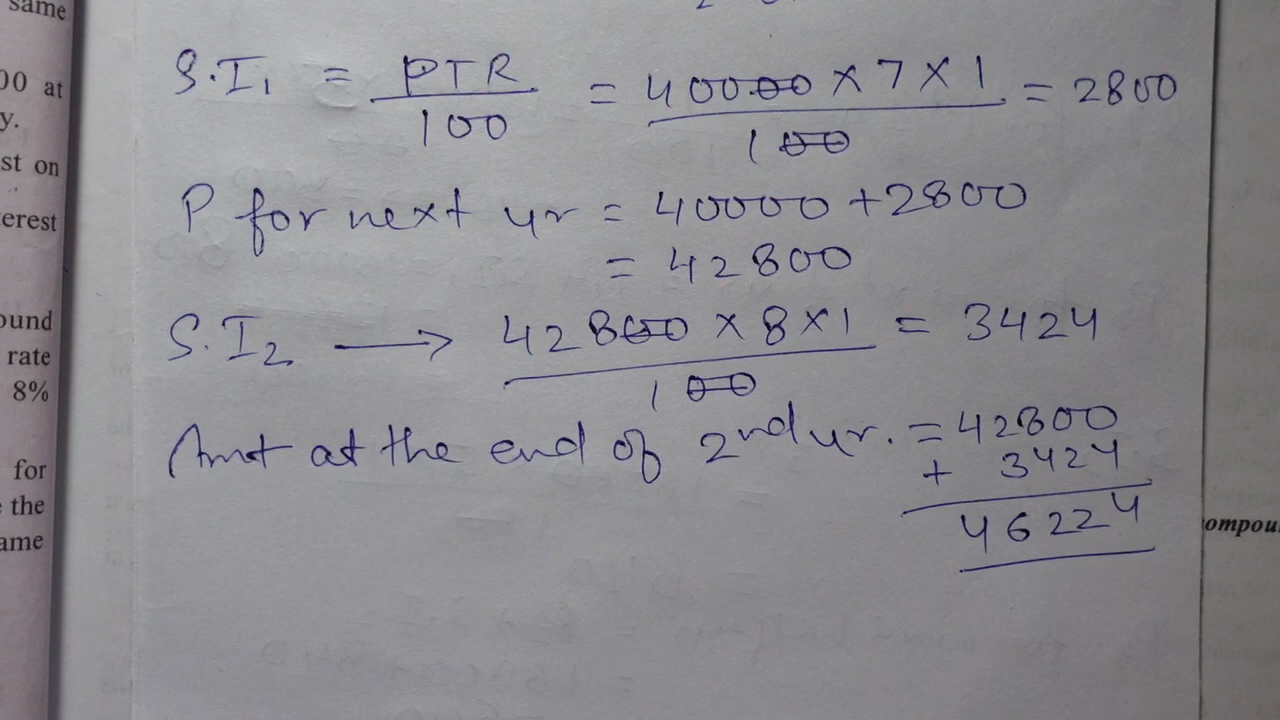 same
00 at
y.
st on
erest
ound
rate
8%
for
the
ame
S.I₁ = PTR/100 = 40000 × 7 × 1/100 = 2800
P for next yr = 40000 + 2800
= 42800
S.I₂ → 42800 × 8 × 1/100 = 3424
Amt at the end of 2nd yr. = 42800
+ 3424
46224
ompou